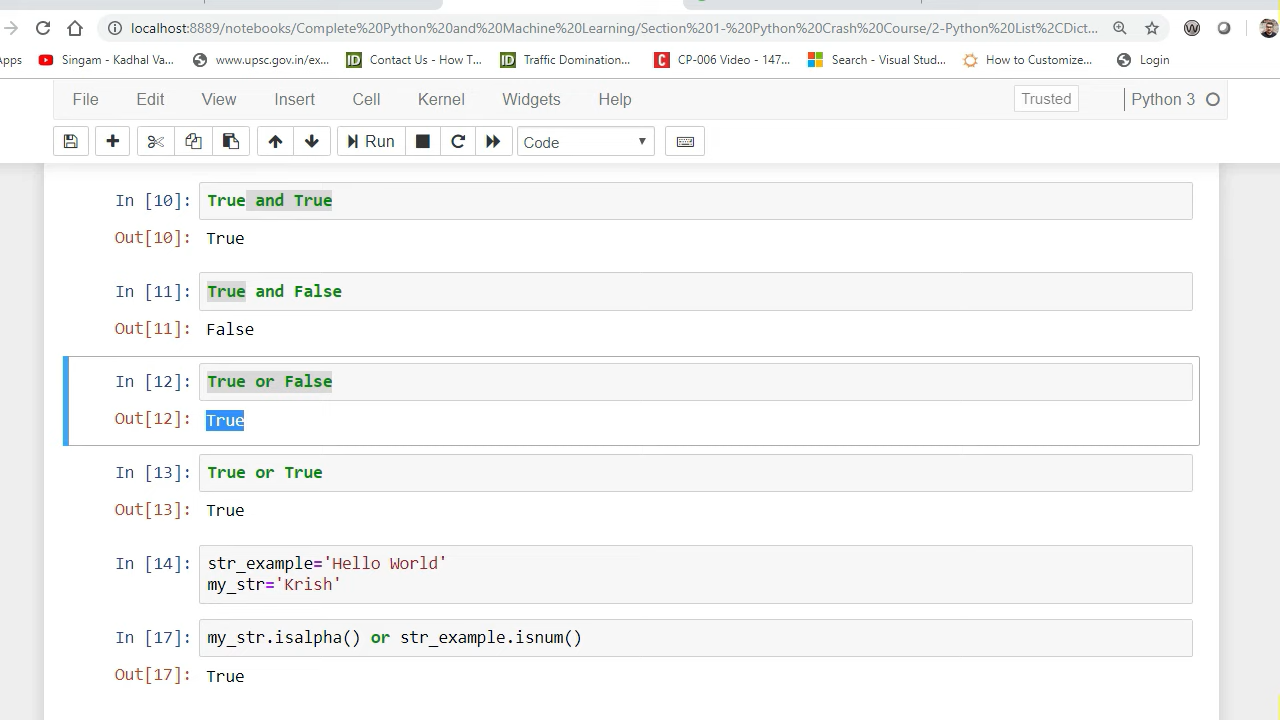 localhost:8889/notebooks/Complete%20Python%20and%20Machine%20Learning/Section%201-%20Python%20Crash%20Course/2-Python%20List%2CDict...
Apps Singam - Kadhal Va... www.upsc.gov.in/ex... ID Contact Us - How T... ID Traffic Domination... C CP-006 Video - 147... Search - Visual Stud... How to Customize... Login
File Edit View Insert Cell Kernel Widgets Help Trusted Python 3
Run Code
In [10]: True and True
Out[10]: True
In [11]: True and False
Out[11]: False
In [12]: True or False
Out[12]: True
In [13]: True or True
Out[13]: True
In [14]: str_example='Hello World'
my_str='Krish'
In [17]: my_str.isalpha() or str_example.isnum()
Out[17]: True